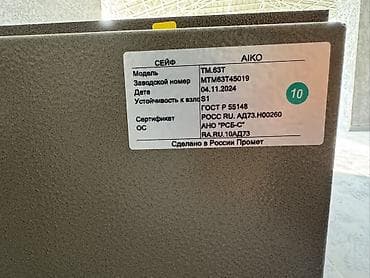 СЕЙФ AIKO
Модель TM.63T
Заводской номер MTM63T45019
Дата 04.11.2024
Устойчивость к взло S1
ГОСТ Р 55148
Сертификат РОСС RU. АД73.Н00260
ОС АНО "РСБ-С"
RA.RU.10АД73
Сделано в России Промет
10